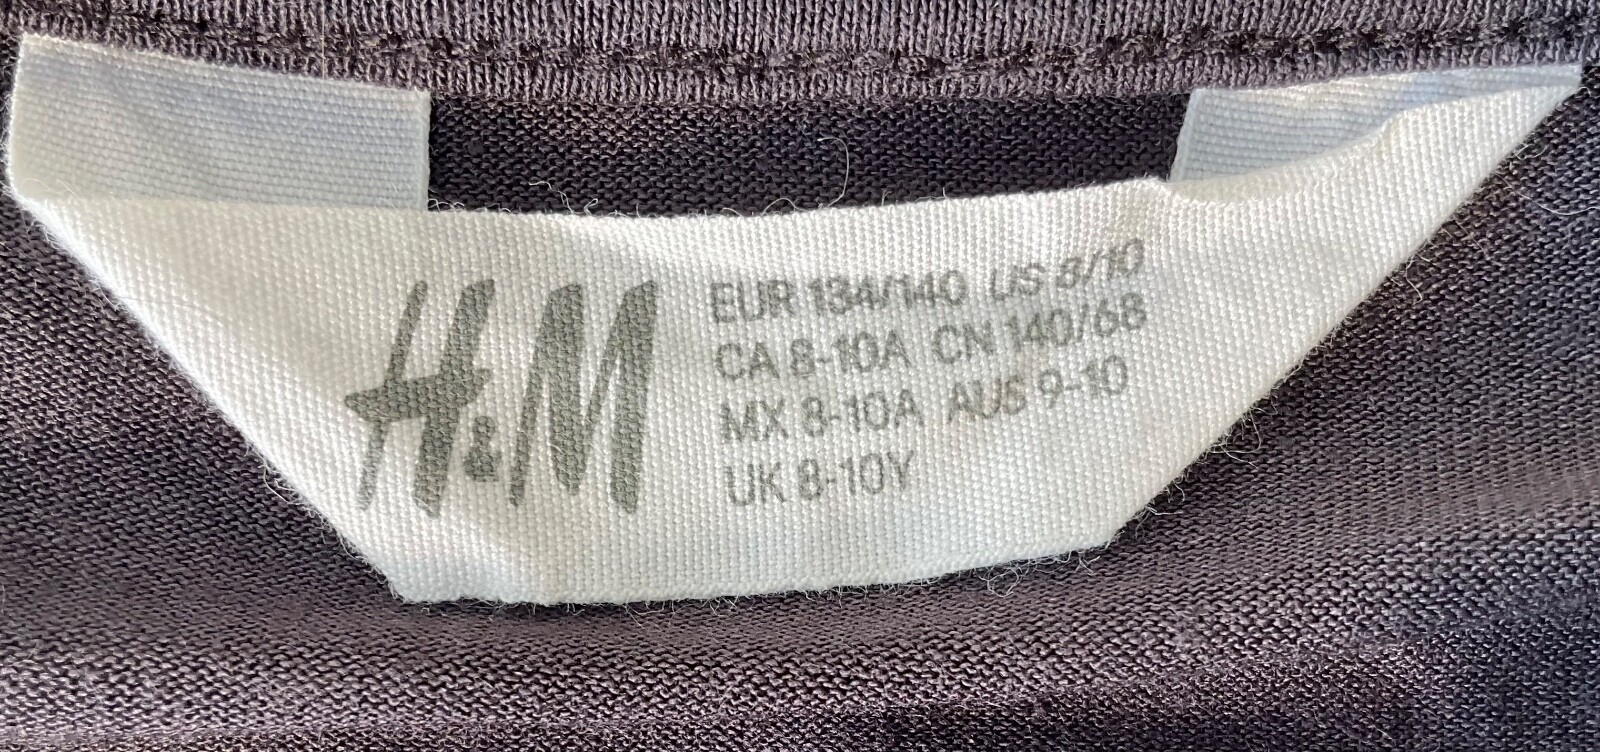 H&M
EUR 134/140 US 8/10
CA 8-10A CN 140/68
MX 8-10A AUS 9-10
UK 8-10Y